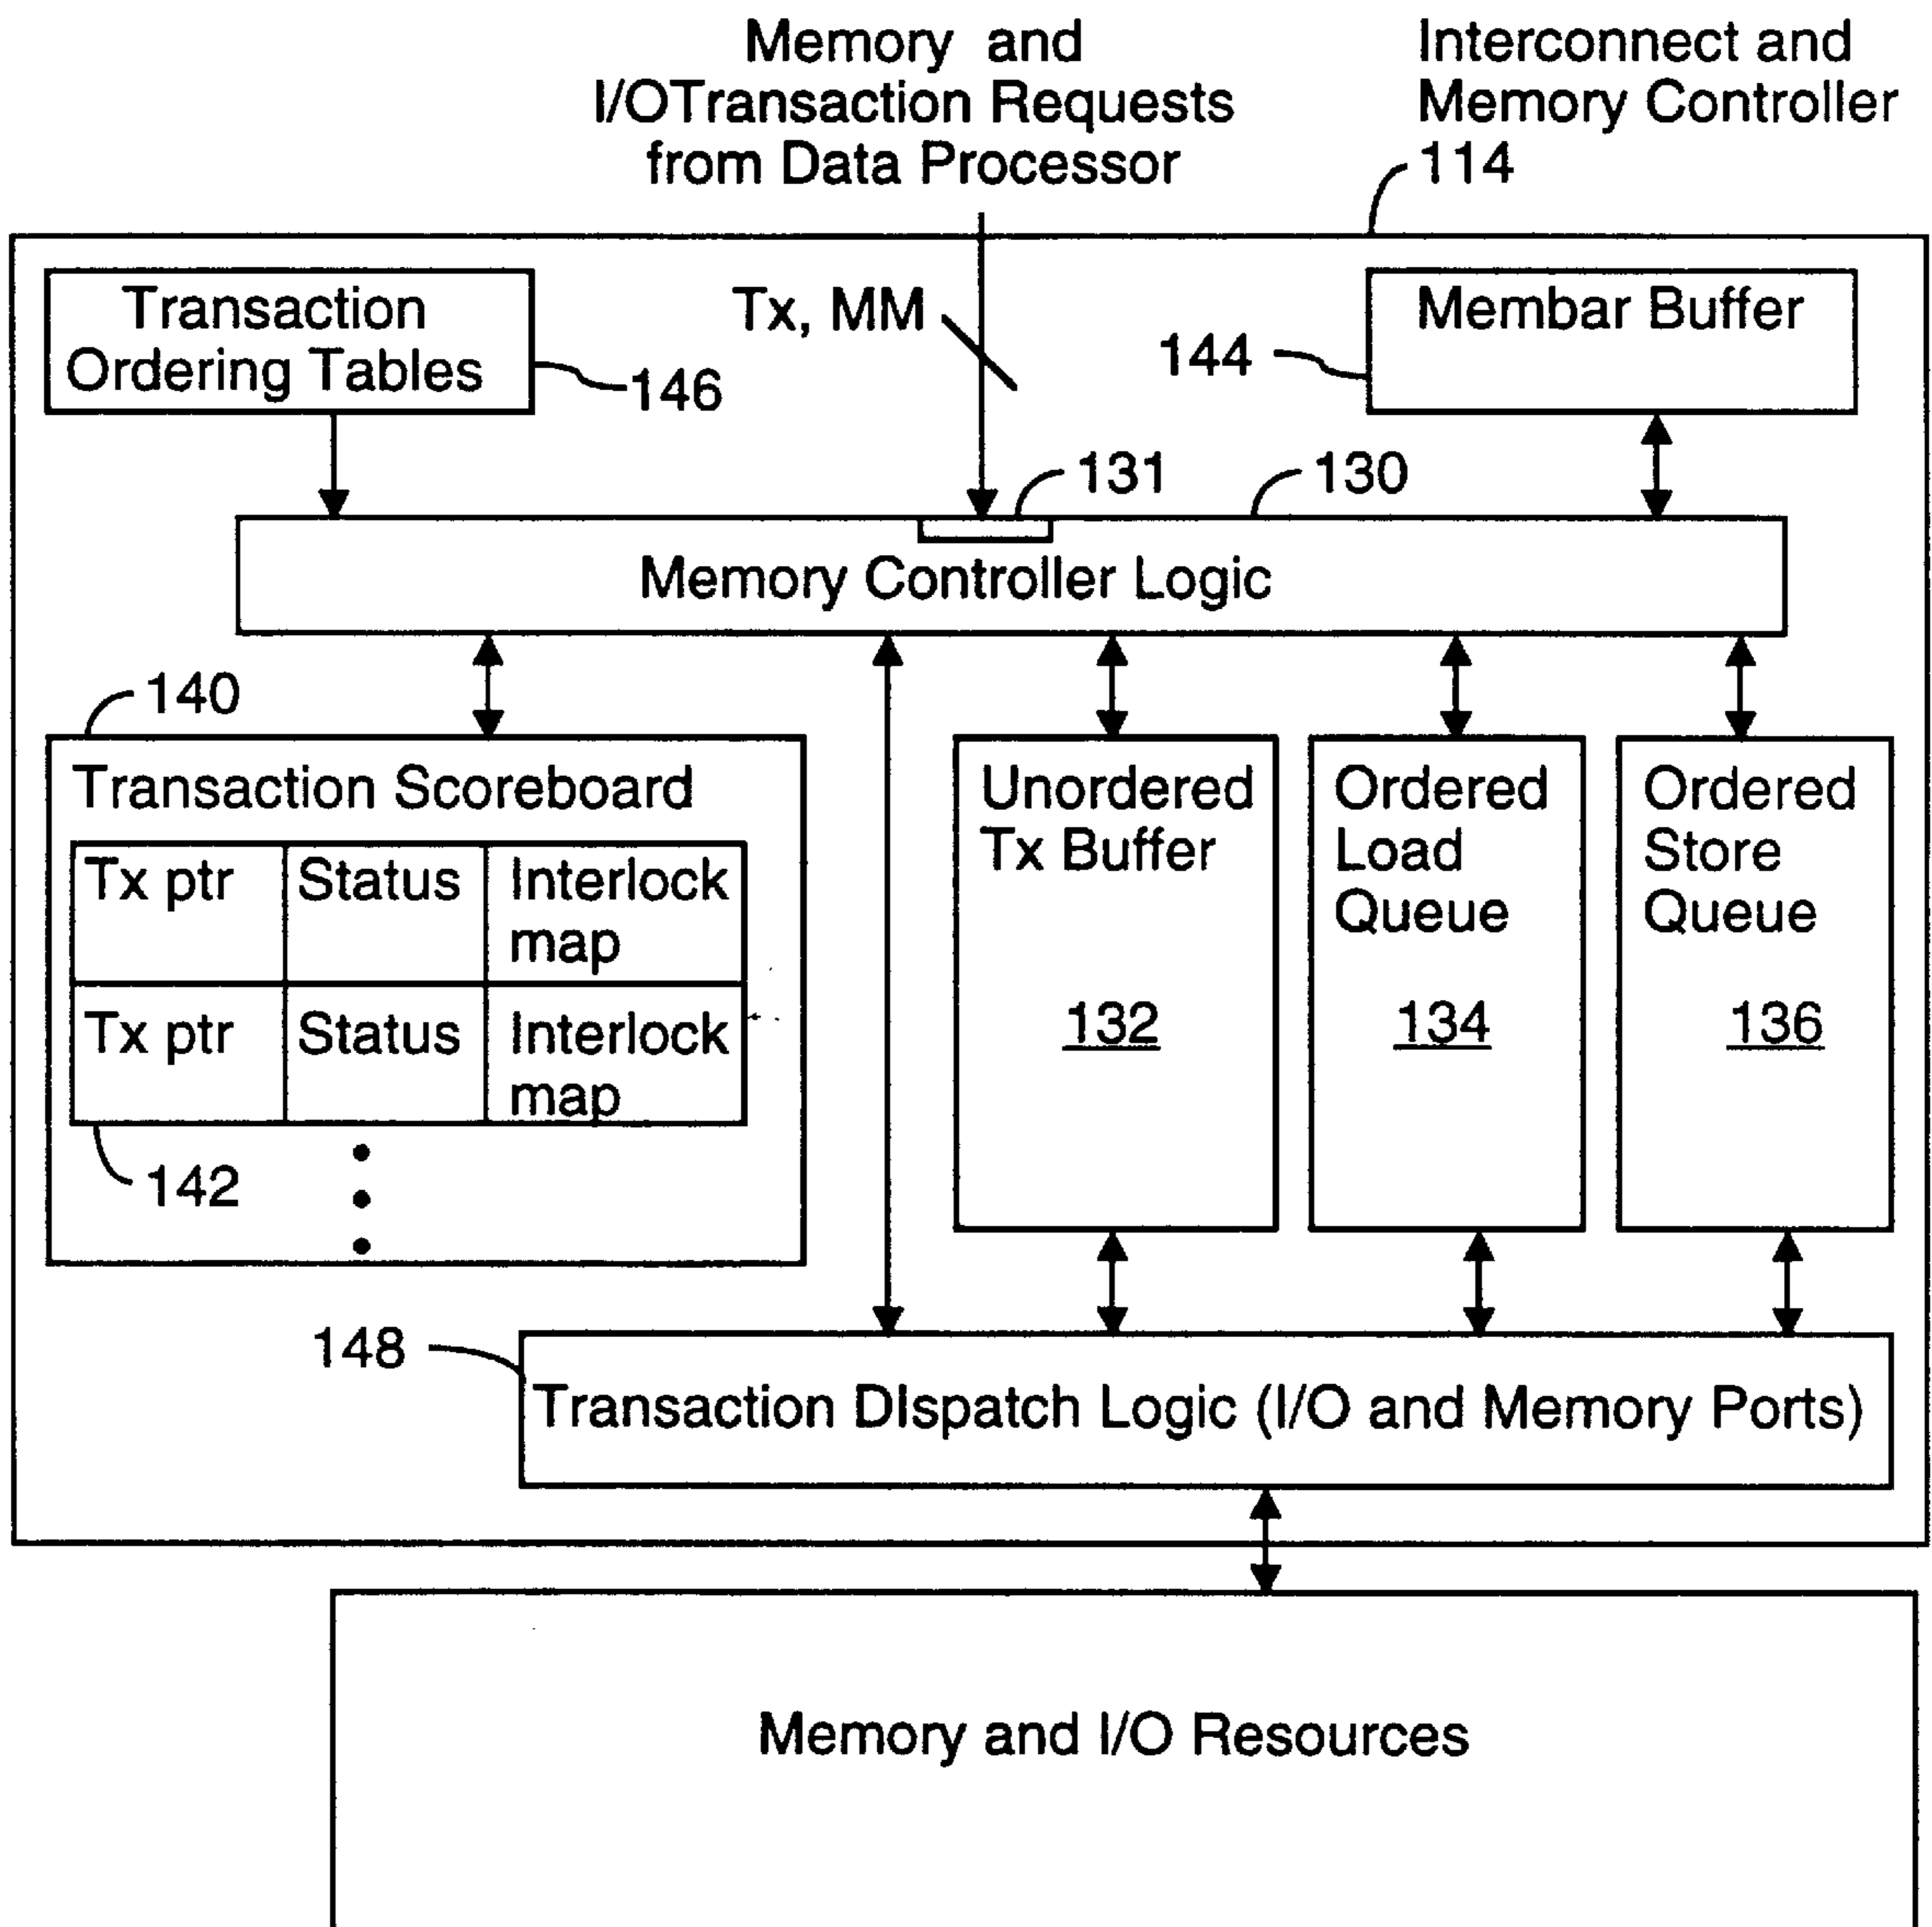 Memory and
I/OTransaction Requests
from Data Processor
Interconnect and
Memory Controller
114
Transaction
Ordering Tables
146
Tx, MM
Membar Buffer
144
131
130
Memory Controller Logic
140
Transaction Scoreboard
Tx ptr
Status
Interlock
map
Tx ptr
Status
Interlock
map
142
Unordered
Tx Buffer
132
Ordered
Load
Queue
134
Ordered
Store
Queue
136
148
Transaction DIspatch Logic (I/O and Memory Ports)
Memory and I/O Resources